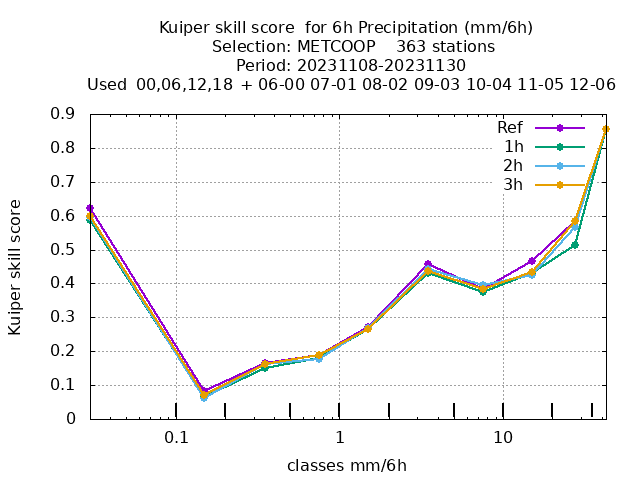 Kuiper skill score  for 6h Precipitation (mm/6h)
Selection: METCOOP    363 stations
Period: 20231108-20231130
Used  00,06,12,18  + 06-00 07-01 08-02 09-03 10-04 11-05 12-06
Kuiper skill score
0.9
0.8
0.7
0.6
0.5
0.4
0.3
0.2
0.1
0
Ref
1h
2h
3h
0.1
1
10
classes mm/6h